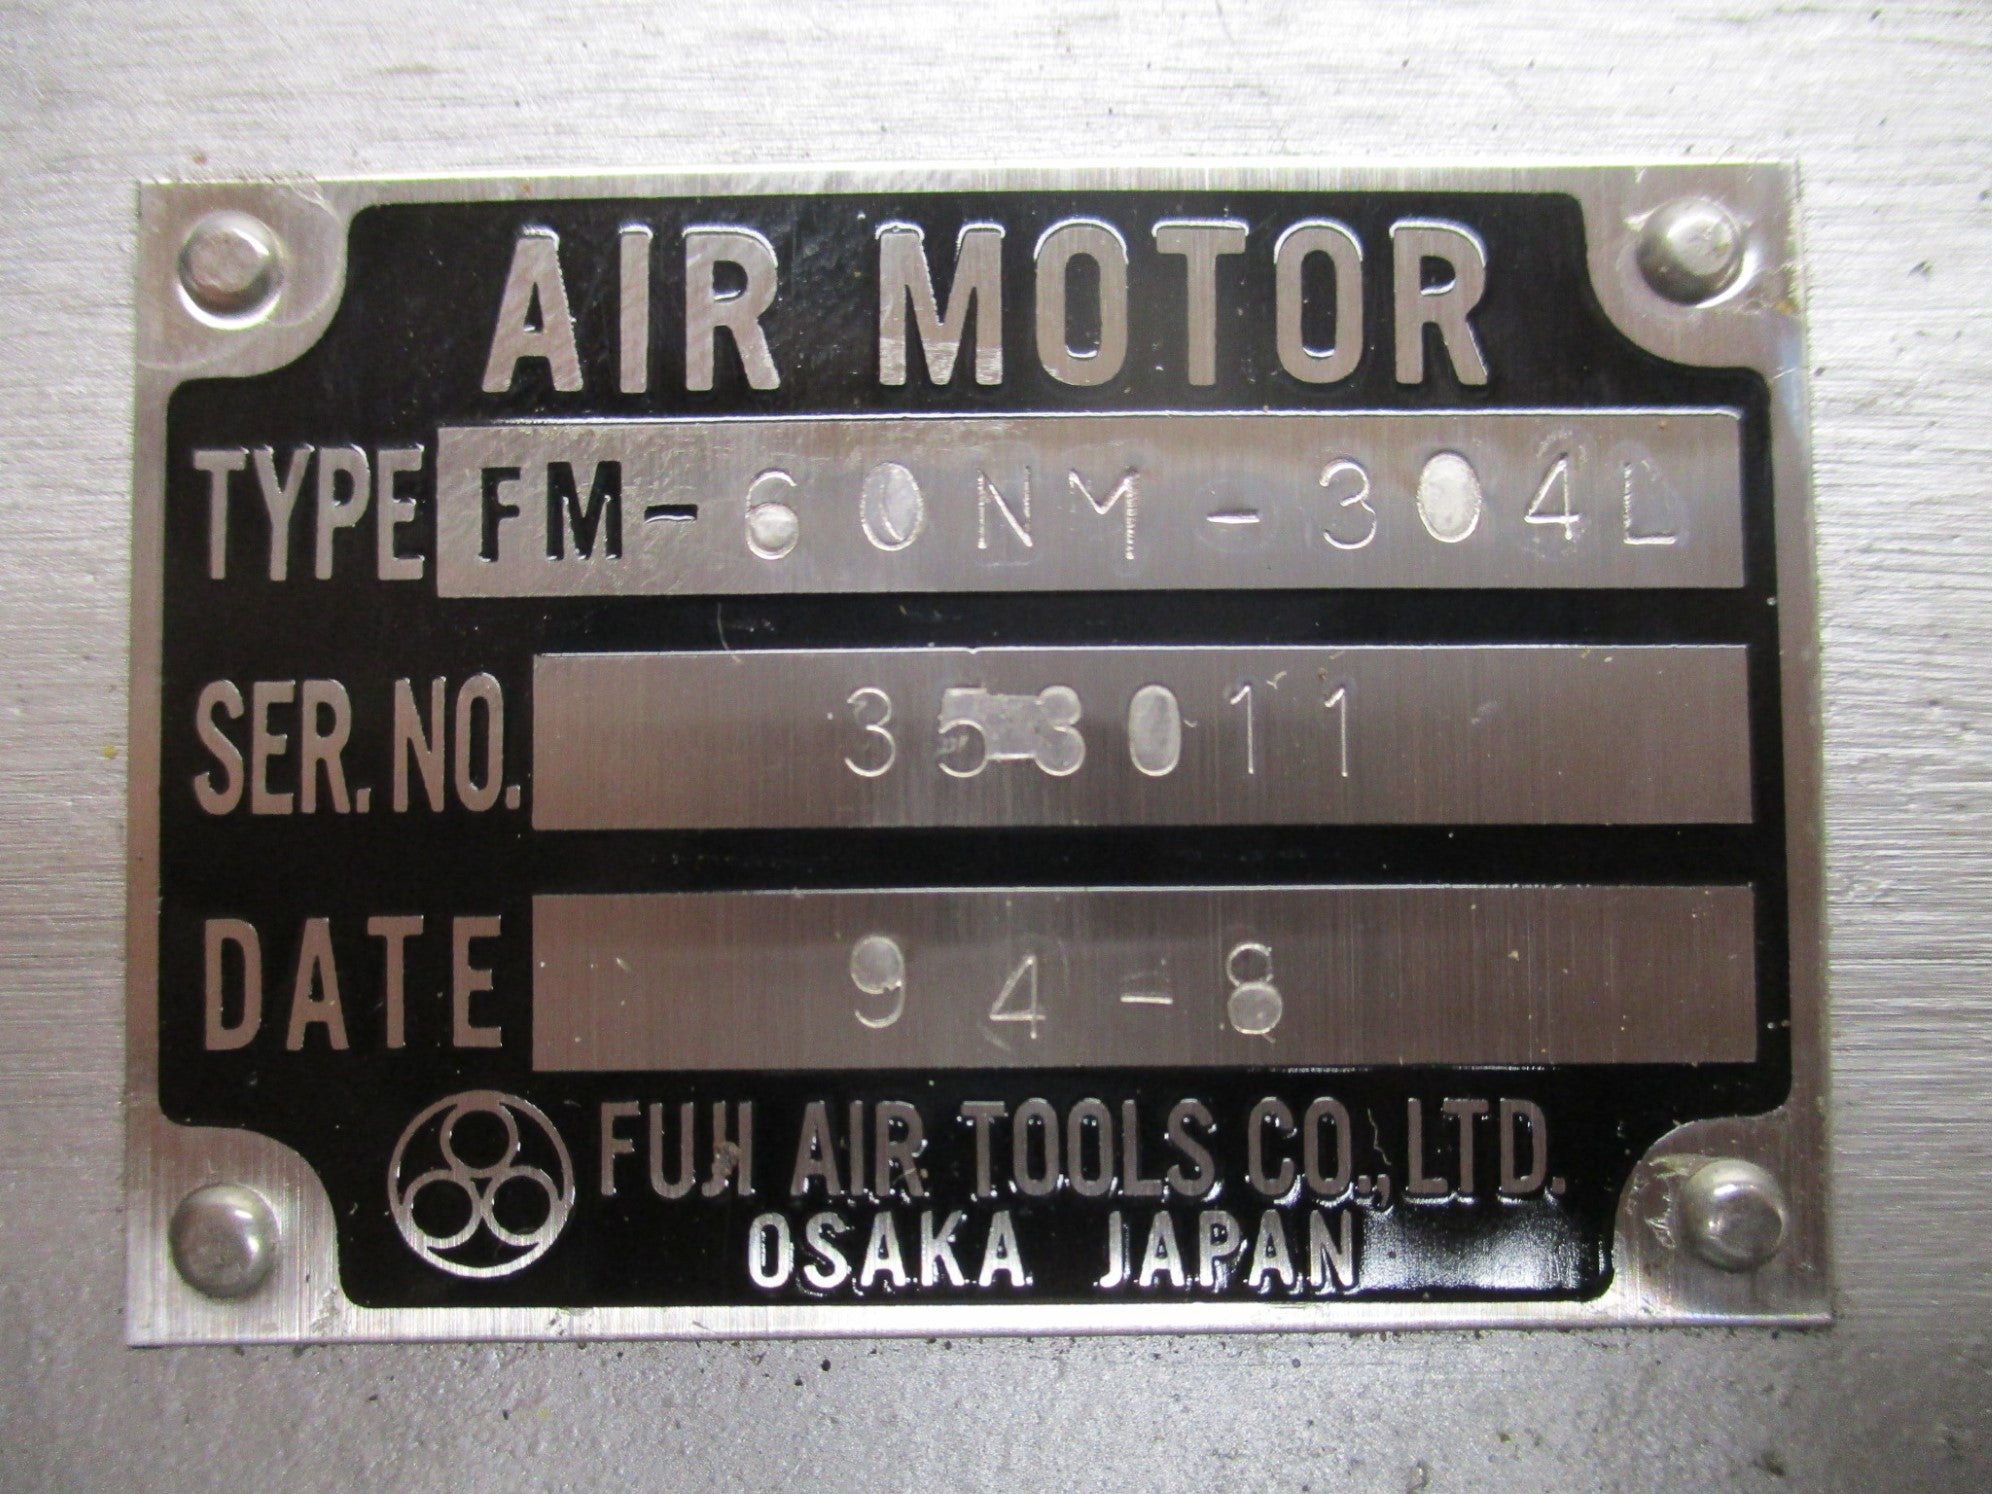 AIR MOTOR
TYPE FM-60NM-304L
SER. NO. 353011
DATE 94-8
FUJI AIR TOOLS CO., LTD.
OSAKA JAPAN